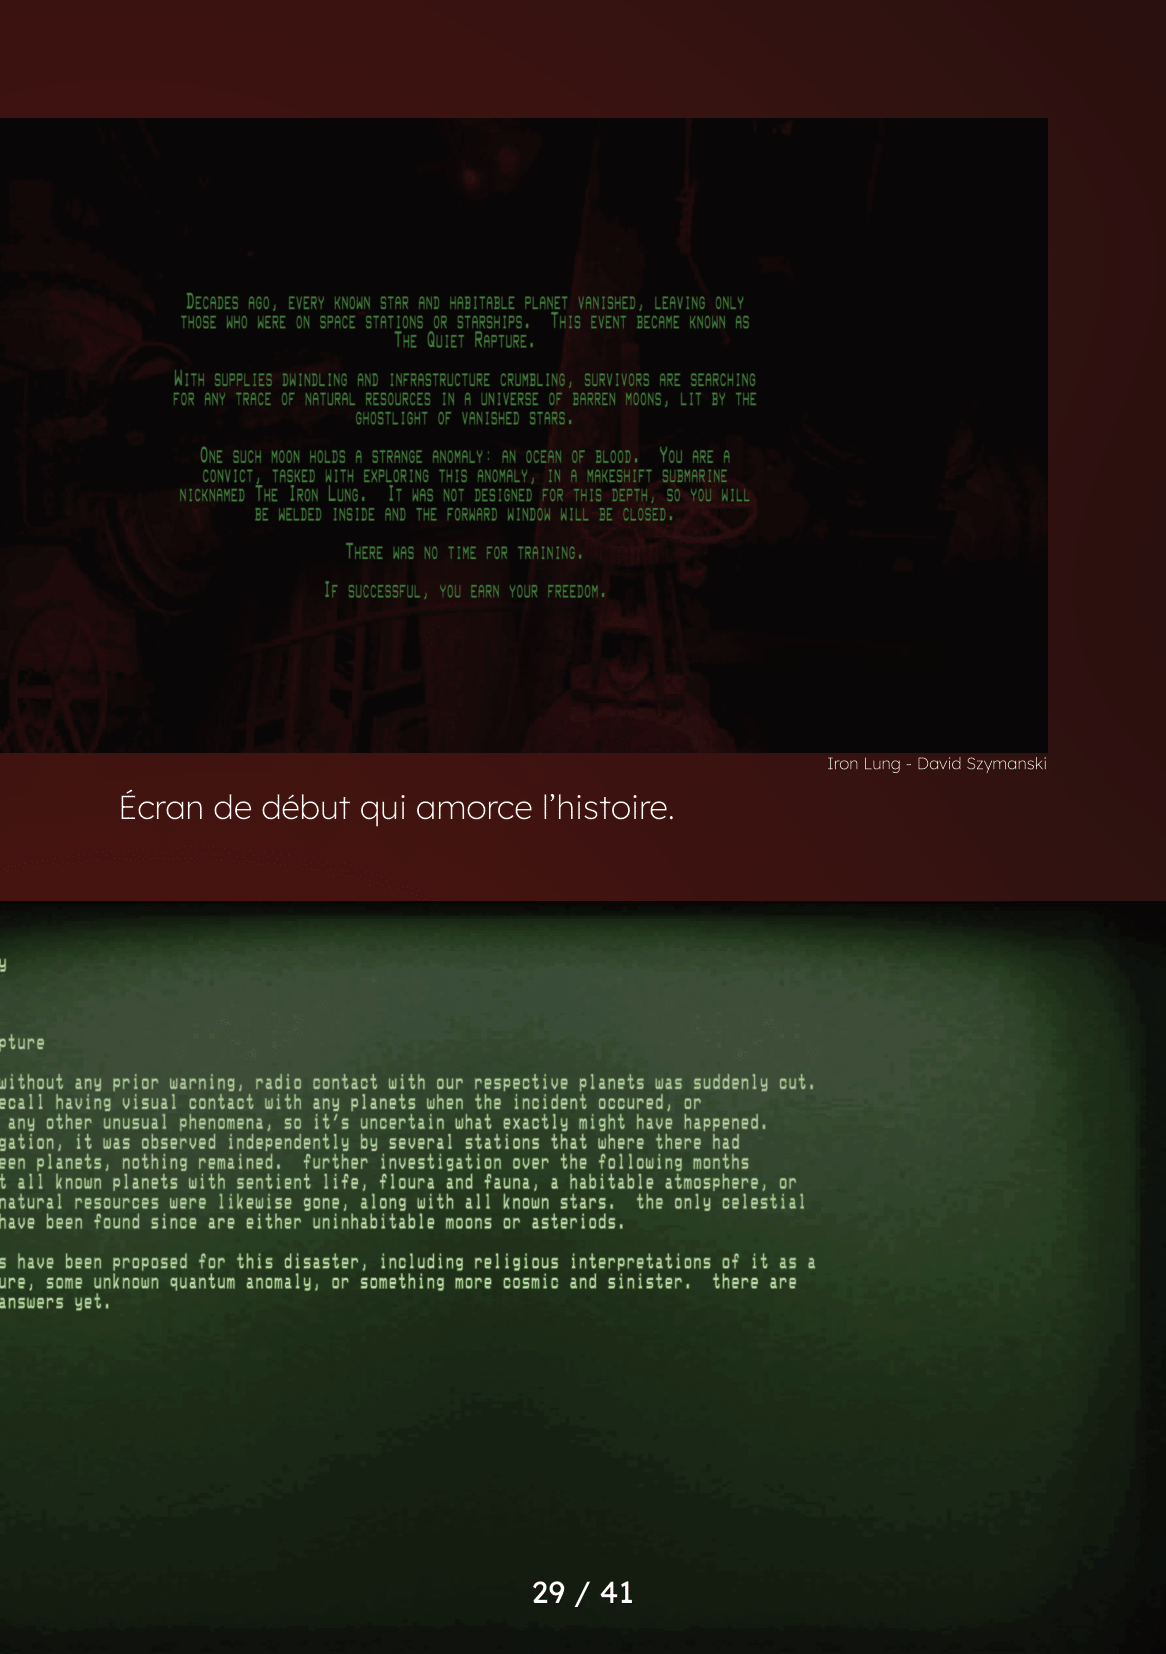 Decades ago, every known star and habitable planet vanished, leaving only
those who were on space stations or starships. This event became known as
The Quiet Rapture.
With supplies dwindling and infrastructure crumbling, survivors are searching
for any trace of natural resources in a universe of barren moons, lit by the
ghostlight of vanished stars.
One such moon holds a strange anomaly: an ocean of blood. You are a
convict, tasked with exploring this anomaly, in a makeshift submarine
nicknamed The Iron Lung. It was not designed for this depth, so you will
be welded inside and the forward window will be closed.
There was no time for training.
If successful, you earn your freedom.
Iron Lung - David Szymanski
Écran de début qui amorce l’histoire.
y
pture
without any prior warning, radio contact with our respective planets was suddenly cut.
ecall having visual contact with any planets when the incident occured, or
any other unusual phenomena, so it's uncertain what exactly might have happened.
gation, it was observed independently by several stations that where there had
een planets, nothing remained. further investigation over the following months
t all known planets with sentient life, floura and fauna, a habitable atmosphere, or
natural resources were likewise gone, along with all known stars. the only celestial
have been found since are either uninhabitable moons or asteriods.
s have been proposed for this disaster, including religious interpretations of it as a
ure, some unknown quantum anomaly, or something more cosmic and sinister. there are
answers yet.
29 / 41